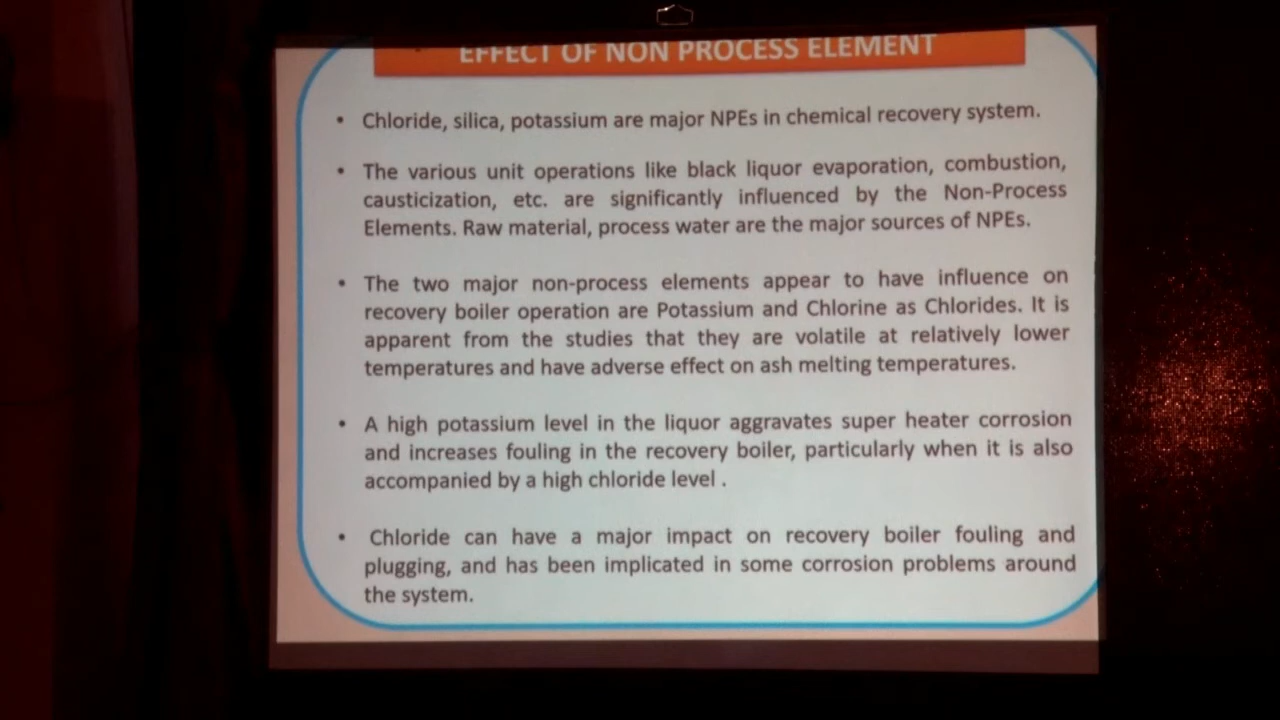 EFFECT OF NON PROCESS ELEMENT
• Chloride, silica, potassium are major NPEs in chemical recovery system.
• The various unit operations like black liquor evaporation, combustion,
causticization, etc. are significantly influenced by the Non-Process
Elements. Raw material, process water are the major sources of NPEs.
• The two major non-process elements appear to have influence on
recovery boiler operation are Potassium and Chlorine as Chlorides. It is
apparent from the studies that they are volatile at relatively lower
temperatures and have adverse effect on ash melting temperatures.
• A high potassium level in the liquor aggravates super heater corrosion
and increases fouling in the recovery boiler, particularly when it is also
accompanied by a high chloride level .
• Chloride can have a major impact on recovery boiler fouling and
plugging, and has been implicated in some corrosion problems around
the system.